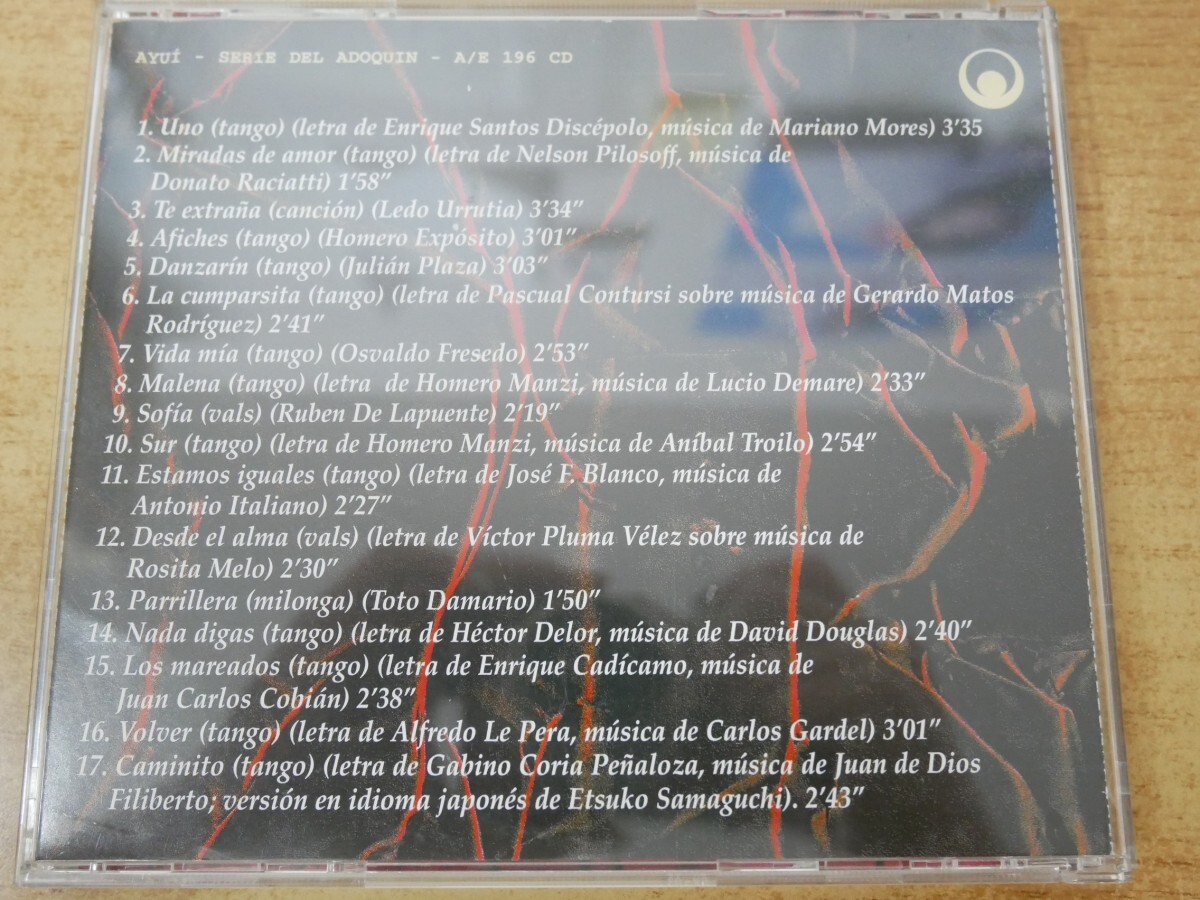 AYUÍ - SERIE DEL ADOQUIN - A/E 196 CD
1. Uno (tango) (letra de Enrique Santos Discépolo, música de Mariano Mores) 3'35
2. Miradas de amor (tango) (letra de Nelson Pilosoff, música de
Donato Raciatti) 1'58"
3. Te extraña (canción) (Ledo Urrutia) 3'34"
4. Afiches (tango) (Homero Expósito) 3'01"
5. Danzarín (tango) (Julián Plaza) 3'03"
6. La cumparsita (tango) (letra de Pascual Contursi sobre música de Gerardo Matos
Rodríguez) 2'41"
7. Vida mía (tango) (Osvaldo Fresedo) 2'53"
8. Malena (tango) (letra de Homero Manzi, música de Lucio Demare) 2'33"
9. Sofía (vals) (Ruben De Lapuente) 2'19"
10. Sur (tango) (letra de Homero Manzi, música de Aníbal Troilo) 2'54"
11. Estamos iguales (tango) (letra de José F. Blanco, música de
Antonio Italiano) 2'27"
12. Desde el alma (vals) (letra de Víctor Pluma Vélez sobre música de
Rosita Melo) 2'30"
13. Parrillera (milonga) (Toto Damario) 1'50"
14. Nada digas (tango) (letra de Héctor Delor, música de David Douglas) 2'40"
15. Los mareados (tango) (letra de Enrique Cadícamo, música de
Juan Carlos Cobián) 2'38"
16. Volver (tango) (letra de Alfredo Le Pera, música de Carlos Gardel) 3'01"
17. Caminito (tango) (letra de Gabino Coria Peñaloza, música de Juan de Dios
Filiberto; versión en idioma japonés de Etsuko Samaguchi). 2'43"